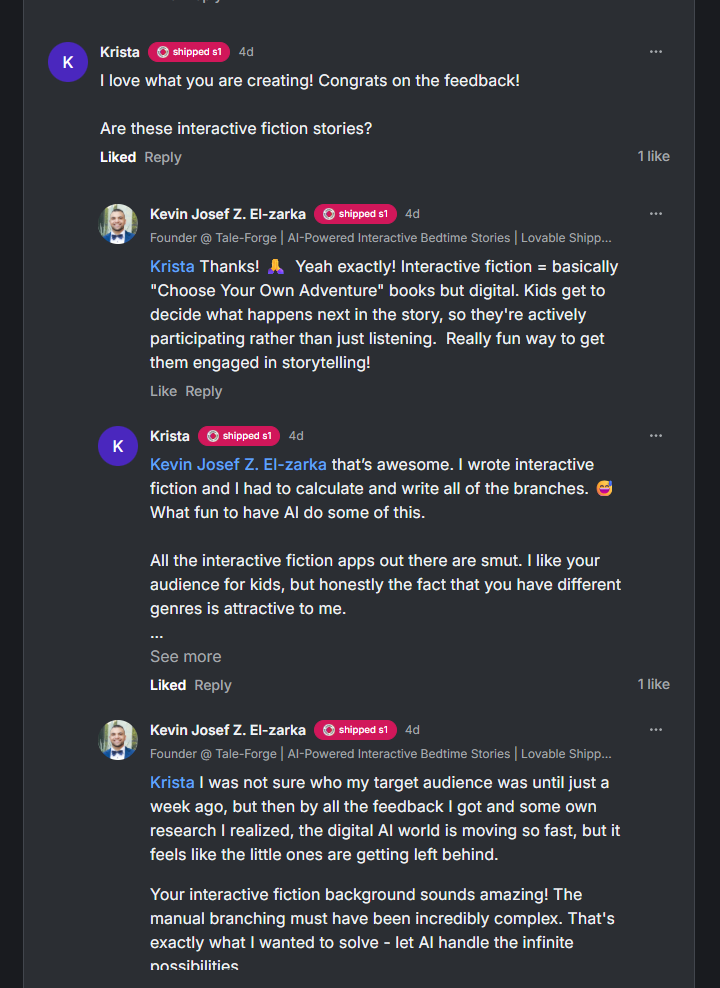 Krista shipped s1 4d ...
I love what you are creating! Congrats on the feedback!
Are these interactive fiction stories?
Liked Reply 1 like
Kevin Josef Z. El-zarka shipped s1 4d ...
Founder @ Tale-Forge | AI-Powered Interactive Bedtime Stories | Lovable Shipp...
Krista Thanks! 🙏 Yeah exactly! Interactive fiction = basically
"Choose Your Own Adventure" books but digital. Kids get to
decide what happens next in the story, so they're actively
participating rather than just listening. Really fun way to get
them engaged in storytelling!
Like Reply
Krista shipped s1 4d ...
Kevin Josef Z. El-zarka that’s awesome. I wrote interactive
fiction and I had to calculate and write all of the branches. 😅
What fun to have AI do some of this.
All the interactive fiction apps out there are smut. I like your
audience for kids, but honestly the fact that you have different
genres is attractive to me.
...
See more
Liked Reply 1 like
Kevin Josef Z. El-zarka shipped s1 4d ...
Founder @ Tale-Forge | AI-Powered Interactive Bedtime Stories | Lovable Shipp...
Krista I was not sure who my target audience was until just a
week ago, but then by all the feedback I got and some own
research I realized, the digital AI world is moving so fast, but it
feels like the little ones are getting left behind.
Your interactive fiction background sounds amazing! The
manual branching must have been incredibly complex. That's
exactly what I wanted to solve - let AI handle the infinite
possibilities